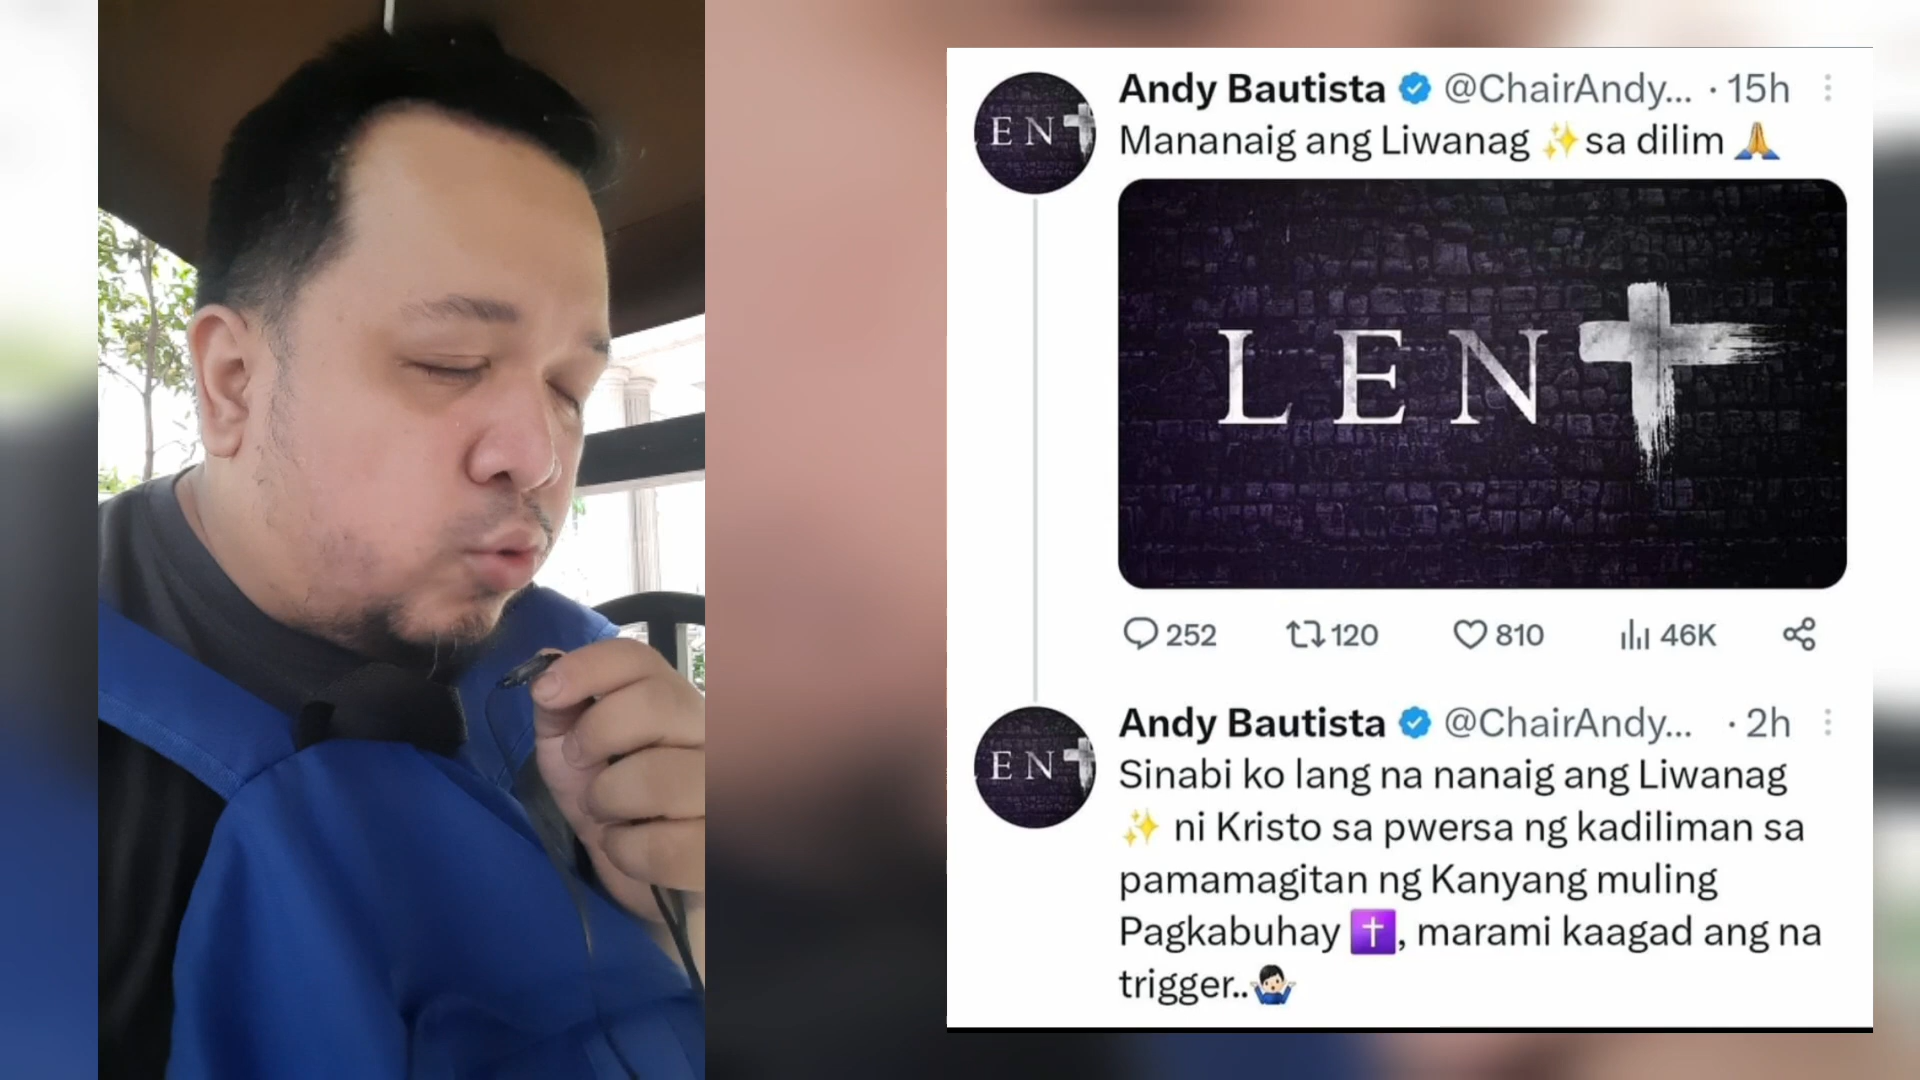 Andy Bautista @ChairAndy... · 15h
Mananaig ang Liwanag ✨sa dilim 🙏
EN
LENT
252 120 810 46K
Andy Bautista @ChairAndy... · 2h
EN
Sinabi ko lang na nanaig ang Liwanag
✨ ni Kristo sa pwersa ng kadiliman sa
pamamagitan ng Kanyang muling
Pagkabuhay ✝️, marami kaagad ang na
trigger..🤷🏻‍♂️